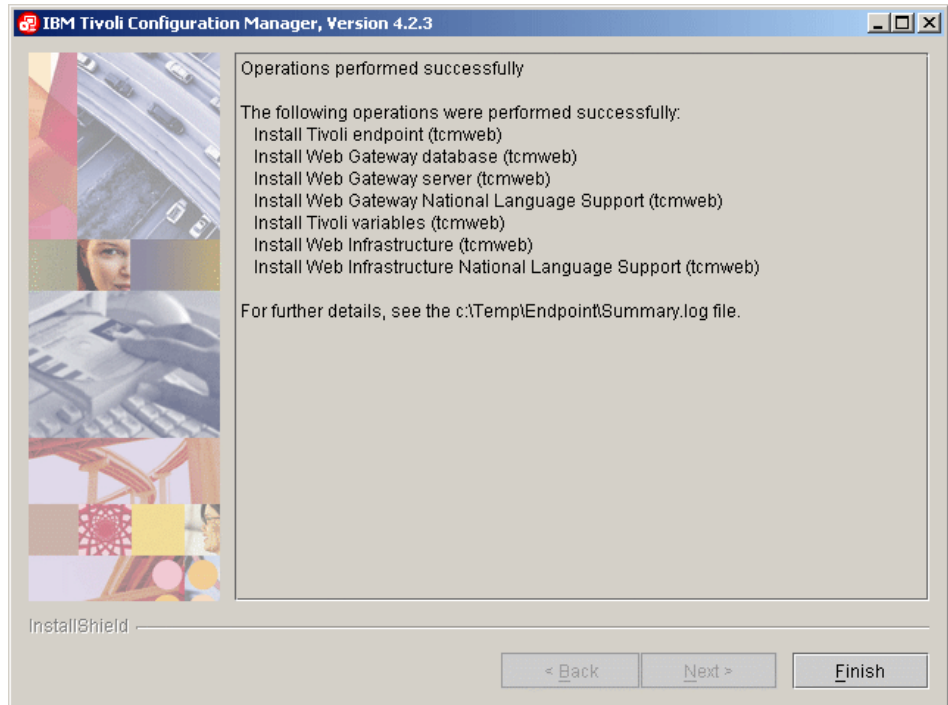 IBM Tivoli Configuration Manager, Version 4.2.3
Operations performed successfully
The following operations were performed successfully:
Install Tivoli endpoint (tcmweb)
Install Web Gateway database (tcmweb)
Install Web Gateway server (tcmweb)
Install Web Gateway National Language Support (tcmweb)
Install Tivoli variables (tcmweb)
Install Web Infrastructure (tcmweb)
Install Web Infrastructure National Language Support (tcmweb)
For further details, see the c:\Temp\Endpoint\Summary.log file.
InstallShield
< Back Next > Finish